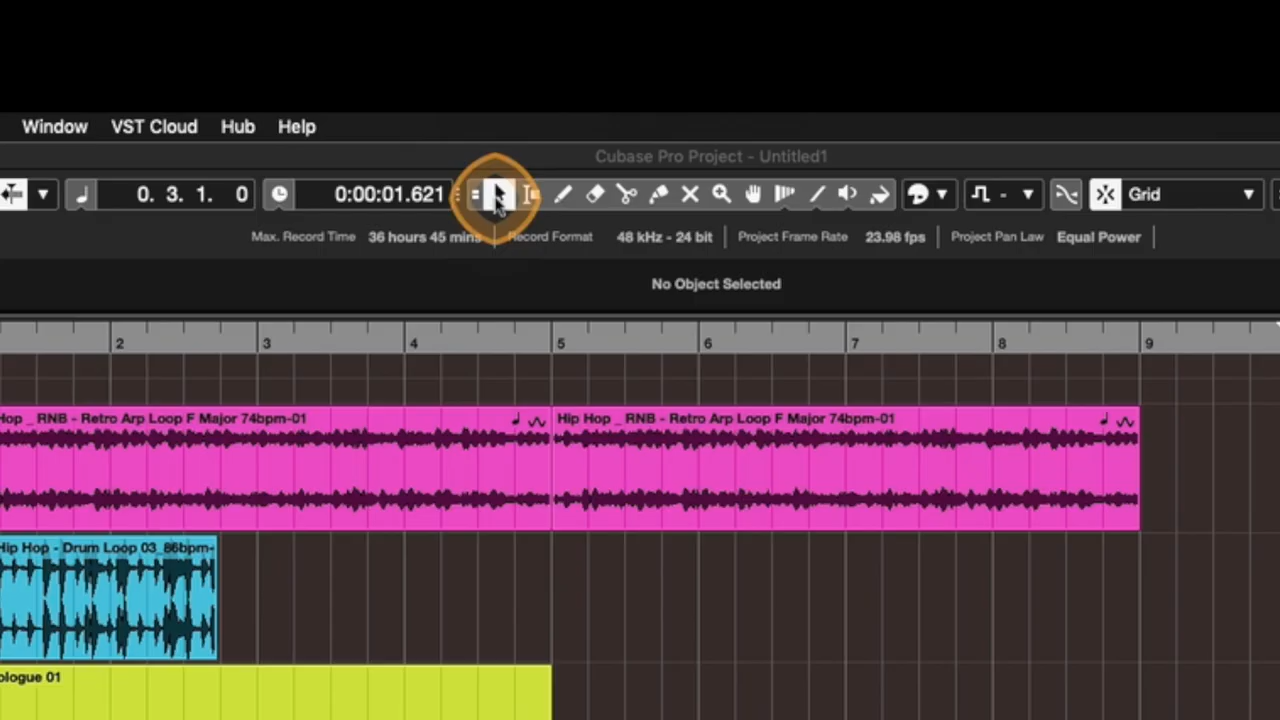 Window VST Cloud Hub Help
Cubase Pro Project - Untitled1
0. 3. 1. 0 0:00:01.621 - Grid
Max. Record Time 36 hours 45 mins Record Format 48 kHz - 24 bit Project Frame Rate 23.98 fps Project Pan Law Equal Power
No Object Selected
2 3 4 5 6 7 8 9
Hop _ RNB - Retro Arp Loop F Major 74bpm-01 Hip Hop _ RNB - Retro Arp Loop F Major 74bpm-01
Hip Hop - Drum Loop 03_86bpm-
ologue 01